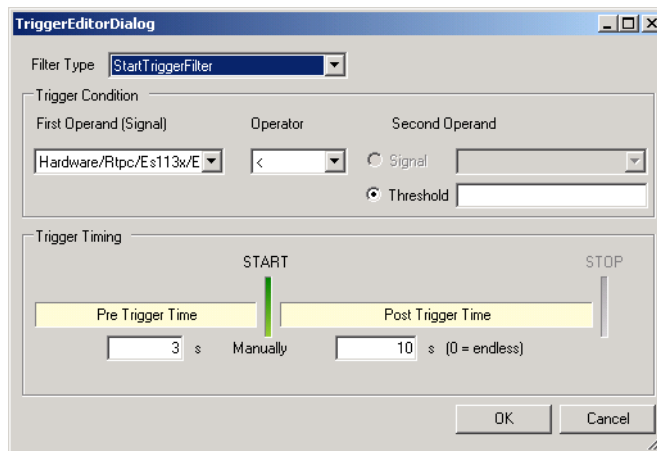 TriggerEditorDialog
Filter Type StartTriggerFilter
Trigger Condition
First Operand (Signal) Operator Second Operand
Hardware/Rtpc/Es113x/E < Signal
Threshold
Trigger Timing
START STOP
Pre Trigger Time Post Trigger Time
3 s Manually 10 s (0 = endless)
OK Cancel